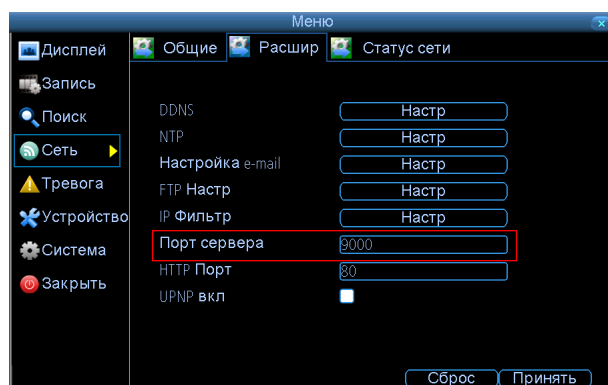 Меню
Дисплей
Запись
Поиск
Сеть
Тревога
Устройство
Система
Закрыть
Общие Расшир Статус сети
DDNS Настр
NTP Настр
Настройка e-mail Настр
FTP Настр Настр
IP Фильтр Настр
Порт сервера 9000
HTTP Порт 80
UPNP вкл
Сброс Принять